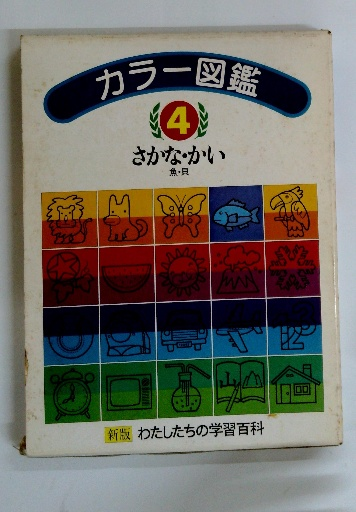 カラー図鑑
4
さかな・かい
魚・貝
新版 わたしたちの学習百科